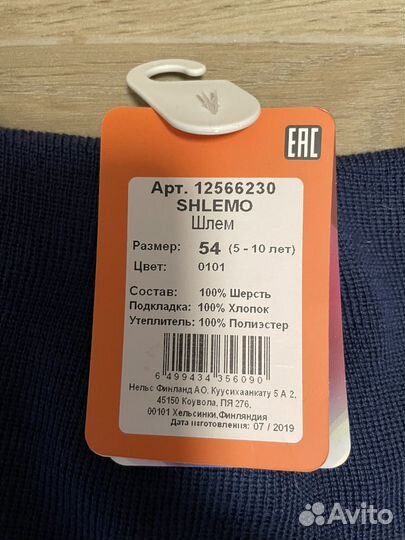 EAC
Арт. 12566230
SHLEMO
Шлем
Размер: 54 (5 - 10 лет)
Цвет: 0101
Состав: 100% Шерсть
Подкладка: 100% Хлопок
Утеплитель: 100% Полиэстер
6 499434 356090
Нельс Финланд АО. Куусихаанкату 5 А 2,
45150 Коувола, ПЯ 276,
00101 Хельсинки,Финляндия
Дата изготовления: 07 / 2019
Avito